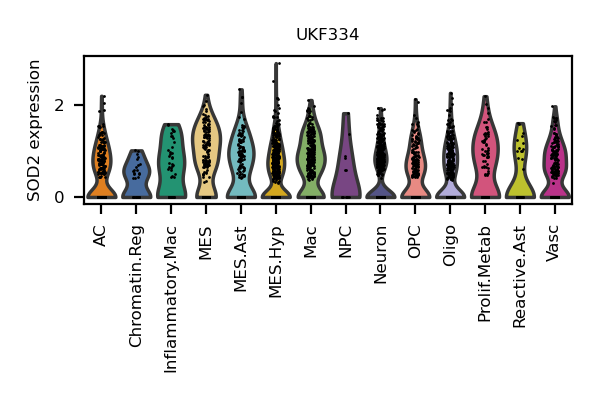 UKF334
SOD2 expression
2
0
AC
Chromatin.Reg
Inflammatory.Mac
MES
MES.Ast
MES.Hyp
Mac
NPC
Neuron
OPC
Oligo
Prolif.Metab
Reactive.Ast
Vasc